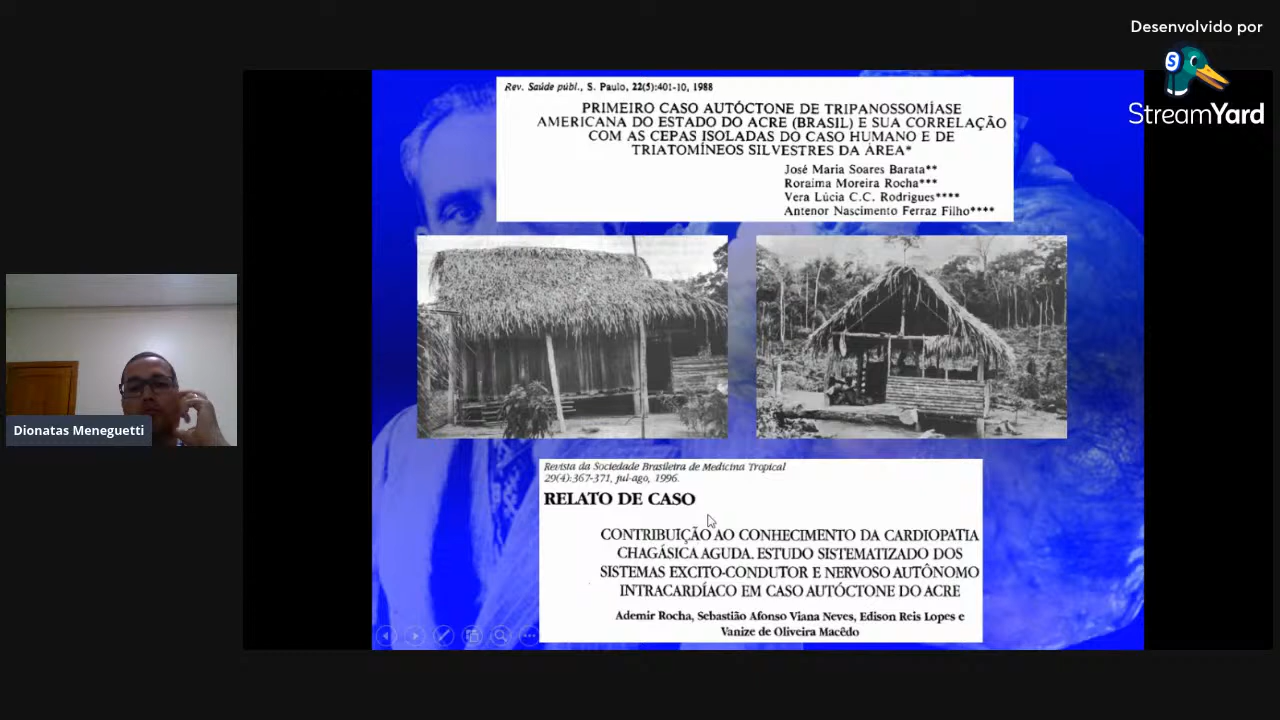 Desenvolvido por
StreamYard
Rev. Saúde públ., S. Paulo, 22(5):401-10, 1988
PRIMEIRO CASO AUTÓCTONE DE TRIPANOSSOMÍASE
AMERICANA DO ESTADO DO ACRE (BRASIL) E SUA CORRELAÇÃO
COM AS CEPAS ISOLADAS DO CASO HUMANO E DE
TRIATOMÍNEOS SILVESTRES DA ÁREA*
José Maria Soares Barata**
Roraima Moreira Rocha***
Vera Lúcia C.C. Rodrigues****
Antenor Nascimento Ferraz Filho****
Dionatas Meneguetti
Revista da Sociedade Brasileira de Medicina Tropical
29(4):367-371, jul-ago, 1996.
RELATO DE CASO
CONTRIBUIÇÃO AO CONHECIMENTO DA CARDIOPATIA
CHAGÁSICA AGUDA. ESTUDO SISTEMATIZADO DOS
SISTEMAS EXCITO-CONDUTOR E NERVOSO AUTÔNOMO
INTRACARDÍACO EM CASO AUTÓCTONE DO ACRE
Ademir Rocha, Sebastião Afonso Viana Neves, Edison Reis Lopes e
Vanize de Oliveira Macêdo